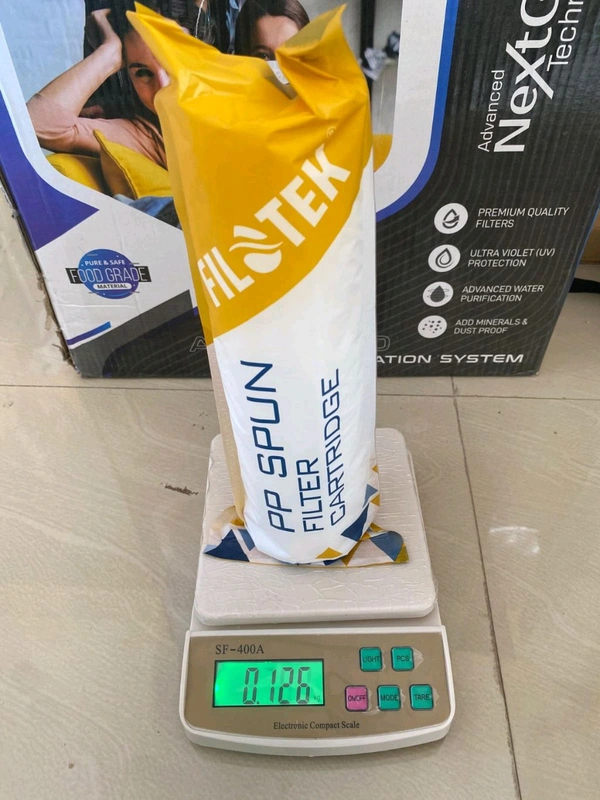 Advanced
PREMIUM QUALITY
FILTERS
ULTRA VIOLET (UV)
PROTECTION
ADVANCED WATER
PURIFICATION
ADD MINERALS &
DUST PROOF
ATION SYSTEM
PURE & SAFE
FOOD GRADE
MATERIAL
FILTEK
PP SPUN
FILTER
CARTRIDGE
SF-400A
LIGHT
PCS
0.126
ON/OFF
MODE
TARE
Electronic Compact Scale